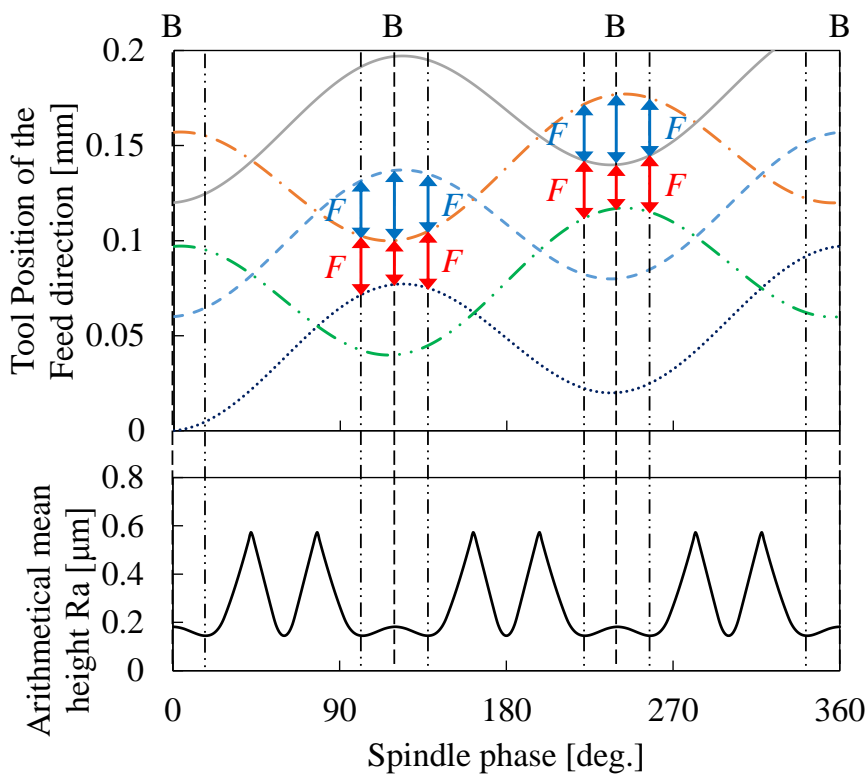 B B B B
0.2
0.15
0.1
0.05
0
Tool Position of the
Feed direction [mm]
F F
F F
F F
F F
0.8
0.6
0.4
0.2
0
Arithmetical mean
height Ra [μm]
0 90 180 270 360
Spindle phase [deg.]